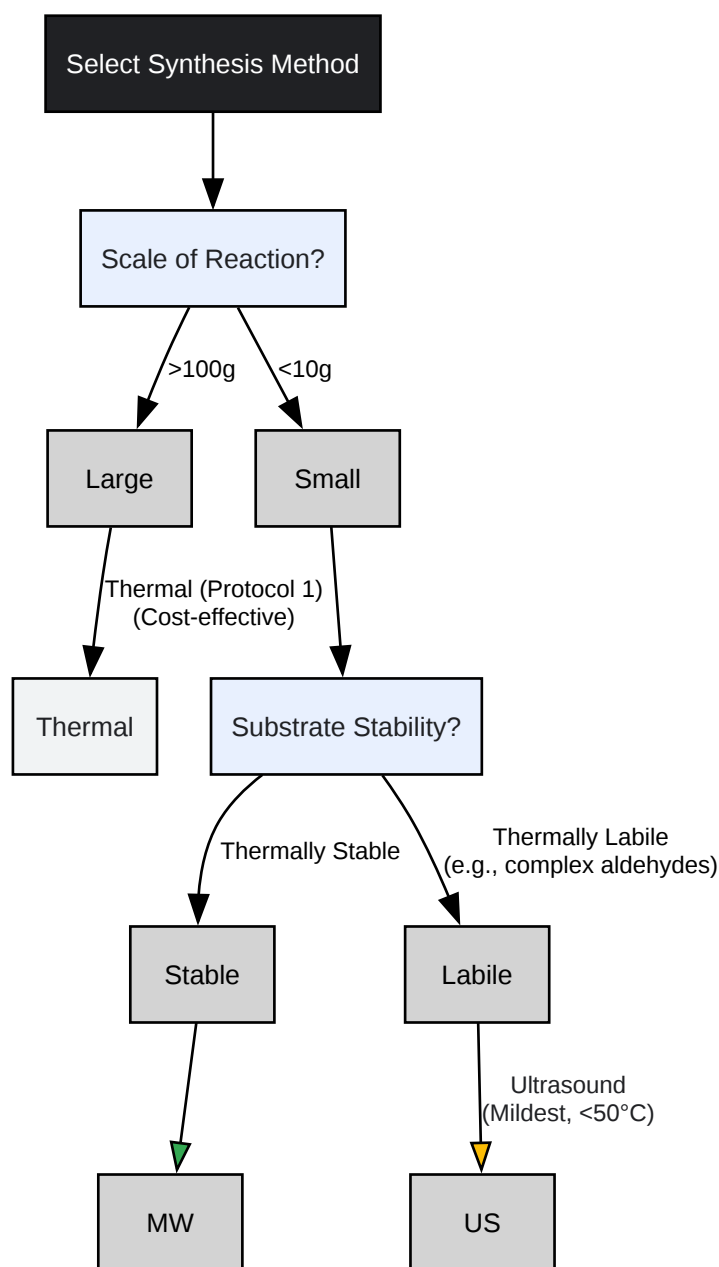 Select Synthesis Method
Scale of Reaction?
>100g
<10g
Large
Small
Thermal (Protocol 1)
(Cost-effective)
Thermal
Substrate Stability?
Thermally Stable
Thermally Labile
(e.g., complex aldehydes)
Stable
Labile
Ultrasound
(Mildest, <50°C)
MW
US